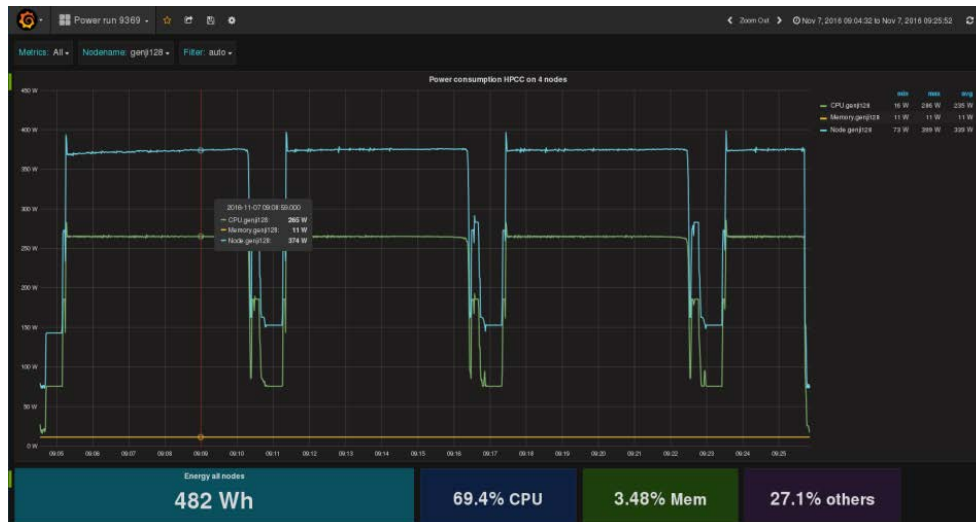 Power run 9369
Zoom Out
Nov 7, 2016 09:04:32 to Nov 7, 2016 09:25:52
Metrics: All
Nodename: genji128
Filter: auto
Power consumption HPCC on 4 nodes
450 W
400 W
350 W
300 W
250 W
200 W
150 W
100 W
50 W
0 W
09:05 09:06 09:07 09:08 09:09 09:10 09:11 09:12 09:13 09:14 09:15 09:16 09:17 09:18 09:19 09:20 09:21 09:22 09:23 09:24 09:25
min max avg
CPU.genji128 16 W 286 W 235 W
Memory.genji128 11 W 11 W 11 W
Node.genji128 73 W 399 W
2016-11-07 09:08:59.000
CPU.genji128: 265 W
Memory.genji128: 11 W
Node.genji128: 374 W
Energy all nodes
482 Wh
69.4% CPU
3.48% Mem
27.1% others